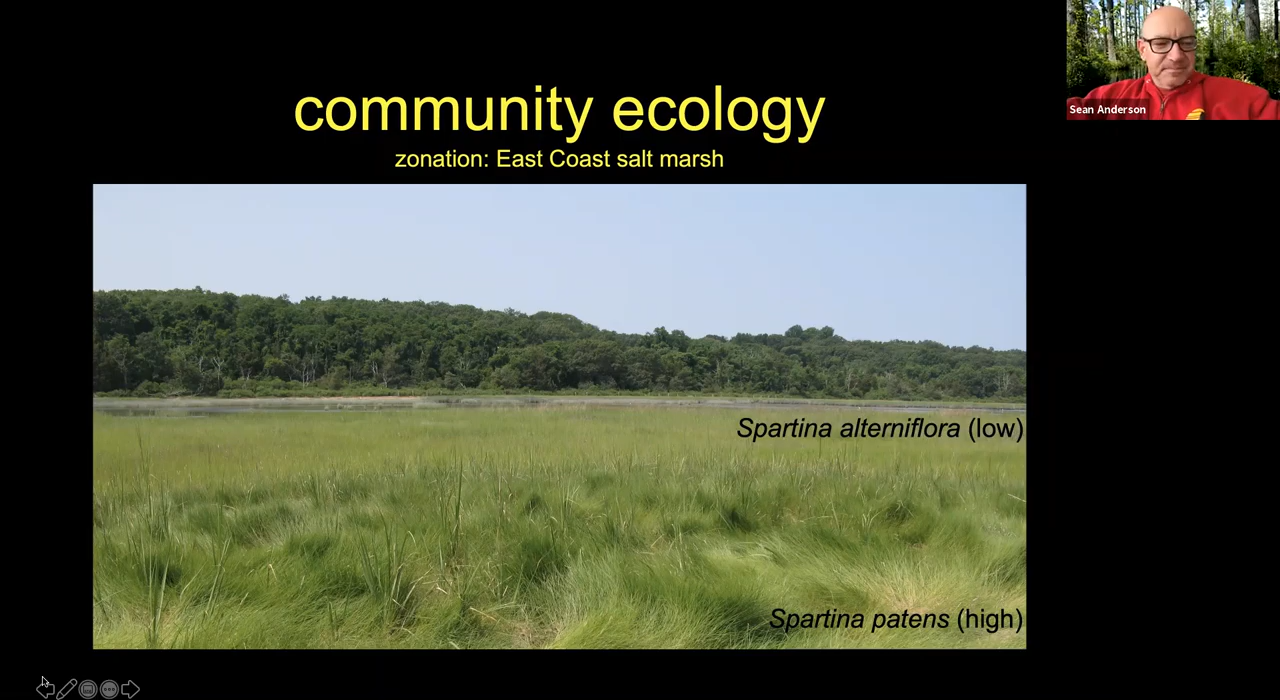 community ecology
zonation: East Coast salt marsh
Sean Anderson
Spartina alterniflora (low)
Spartina patens (high)